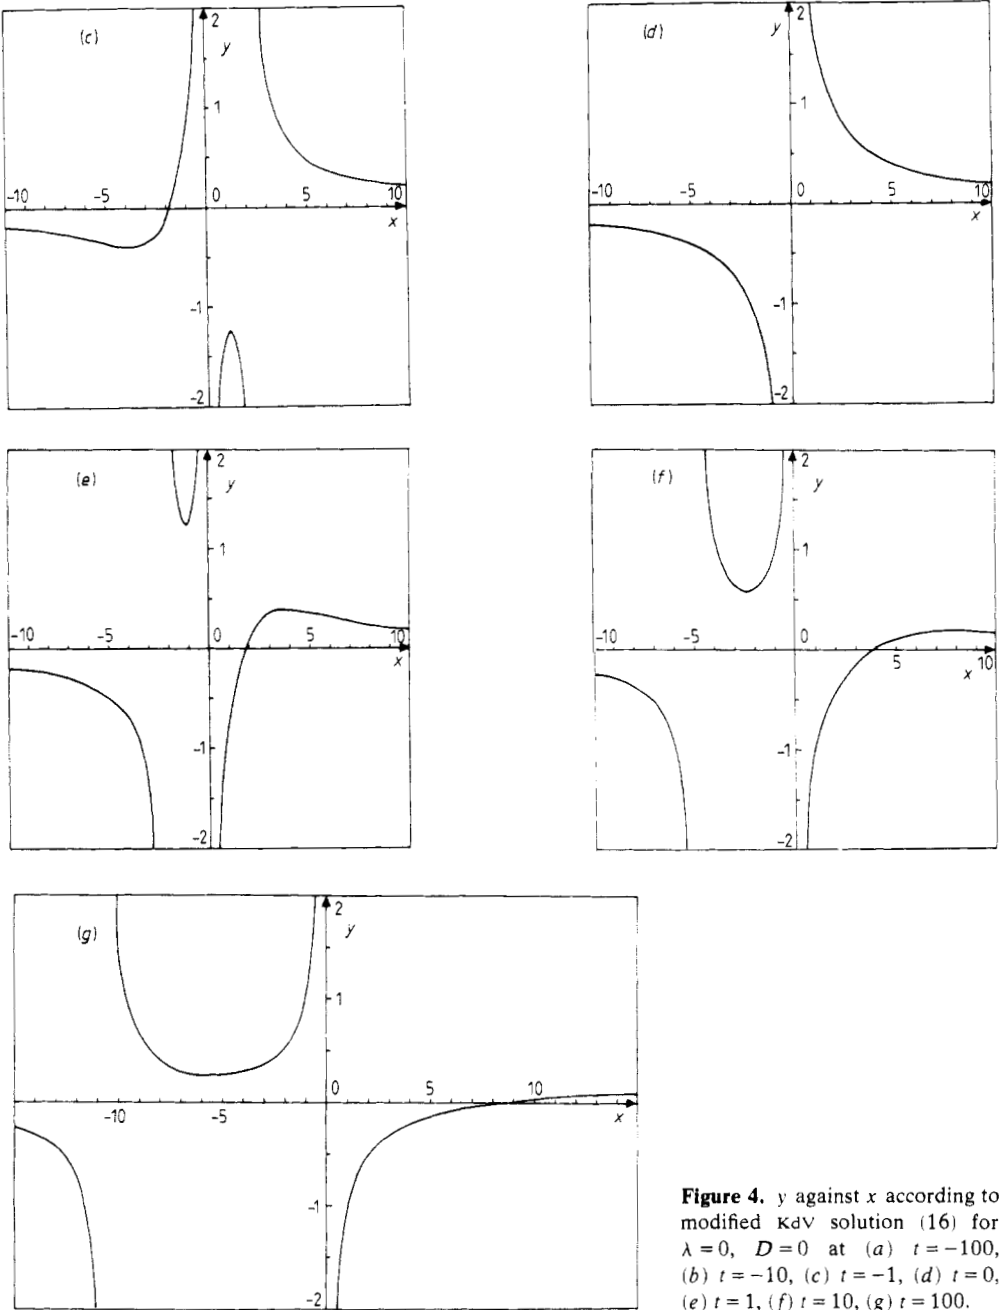 (c)
2
y
1
-10
-5
0
5
10
x
-1
-2
(d)
y
2
1
-10
-5
0
5
10
x
-1
-2
(e)
2
y
1
-10
-5
0
5
10
x
-1
-2
(f)
2
y
1
-10
-5
0
5
x
10
-1
-2
(g)
2
y
1
0
5
10
-10
-5
x
-1
-2
Figure 4. y against x according to
modified KdV solution (16) for
λ = 0, D = 0 at (a) t = −100,
(b) t = −10, (c) t = −1, (d) t = 0,
(e) t = 1, (f) t = 10, (g) t = 100.